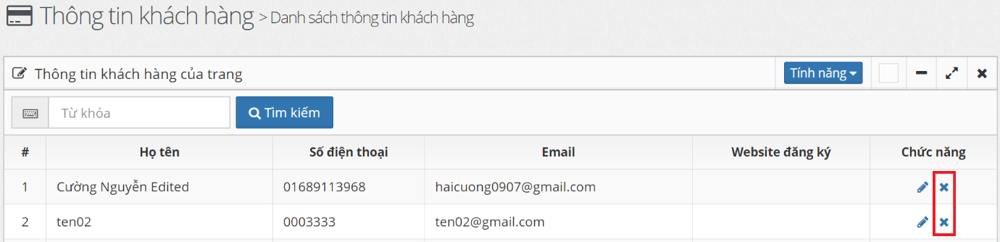 Thông tin khách hàng > Danh sách thông tin khách hàng
Thông tin khách hàng của trang Tính năng
Từ khóa Tìm kiếm
# Họ tên Số điện thoại Email Website đăng ký Chức năng
1 Cường Nguyễn Edited 01689113968 haicuong0907@gmail.com
2 ten02 0003333 ten02@gmail.com